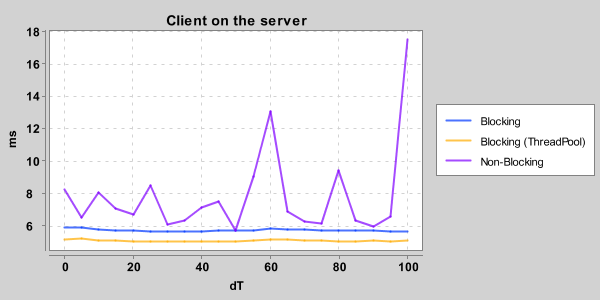 Client on the server
18
16
14
12
10
8
6
ms
0 20 40 60 80 100
dT
Blocking
Blocking (ThreadPool)
Non-Blocking